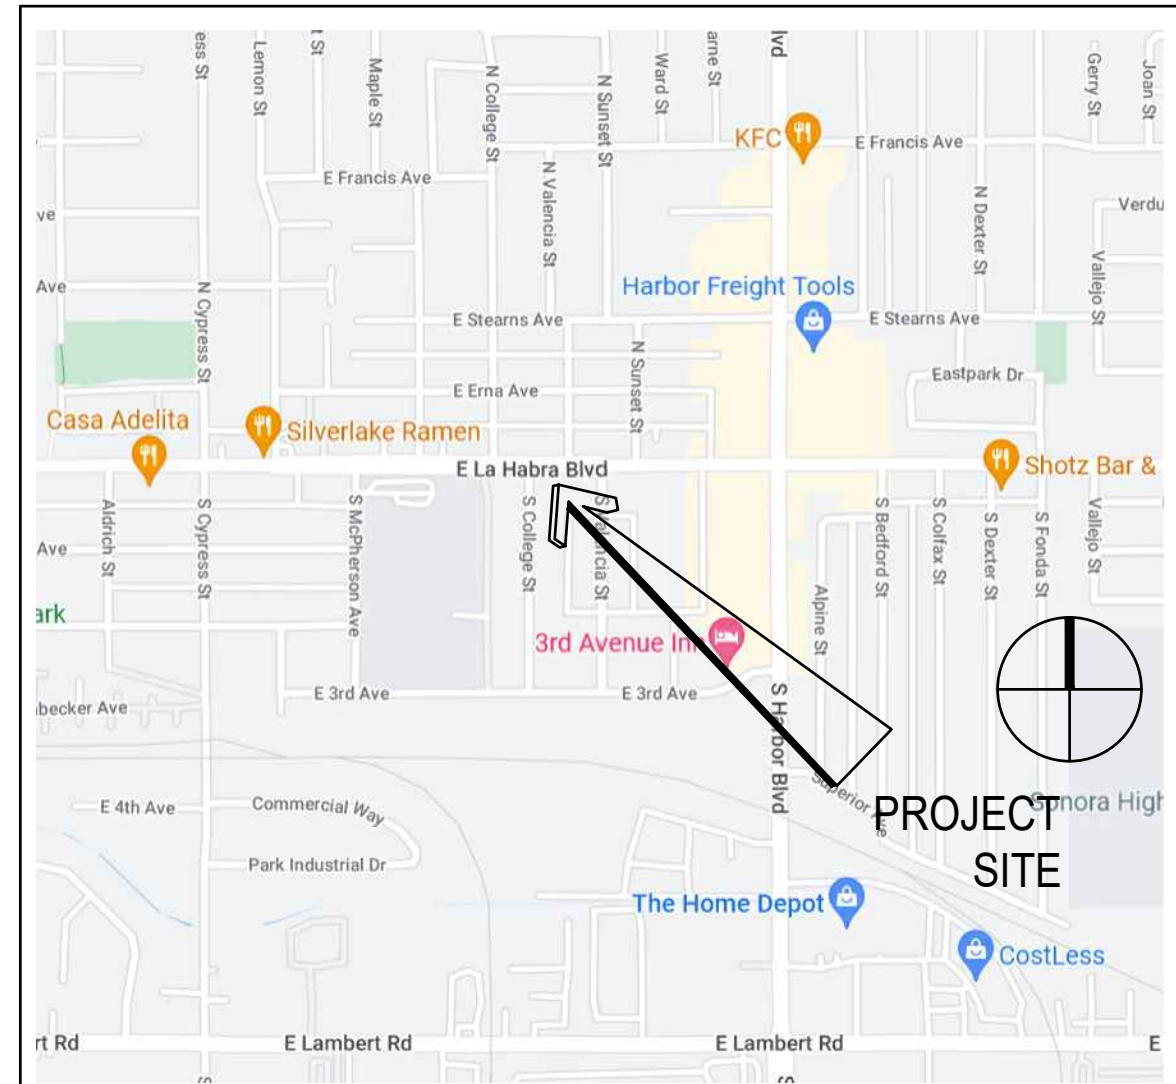 ess St
Lemon St
t St
Maple St
N College St
N Sunset St
Ward St
arne St
lvd
Gerry St
Joan St
KFC
E Francis Ave
E Francis Ave
N Valencia St
N Dexter St
Verdu
ve
Vallejo St
Ave
N Cypress St
Harbor Freight Tools
E Stearns Ave
E Stearns Ave
N Sunset St
Eastpark Dr
E Erna Ave
Casa Adelita
Silverlake Ramen
E La Habra Blvd
Shotz Bar &
Aldrich St
S Cypress St
S McPherson Ave
S College St
S Valencia St
S Bedford St
S Colfax St
S Dexter St
S Fonda St
Vallejo St
Ave
Alpine St
ark
3rd Avenue Inn
E 3rd Ave
E 3rd Ave
S Harbor Blvd
becker Ave
Superior Ave
E 4th Ave
Commercial Way
PROJECT
SITE
Sonora High
Park Industrial Dr
The Home Depot
CostLess
rt Rd
E Lambert Rd
E Lambert Rd
E
S